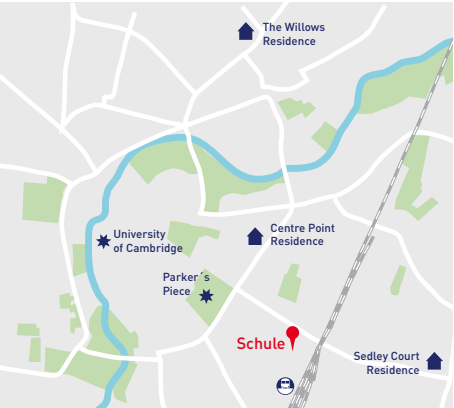 The Willows
Residence
University
of Cambridge
Centre Point
Residence
Parker´s
Piece
Schule
Sedley Court
Residence